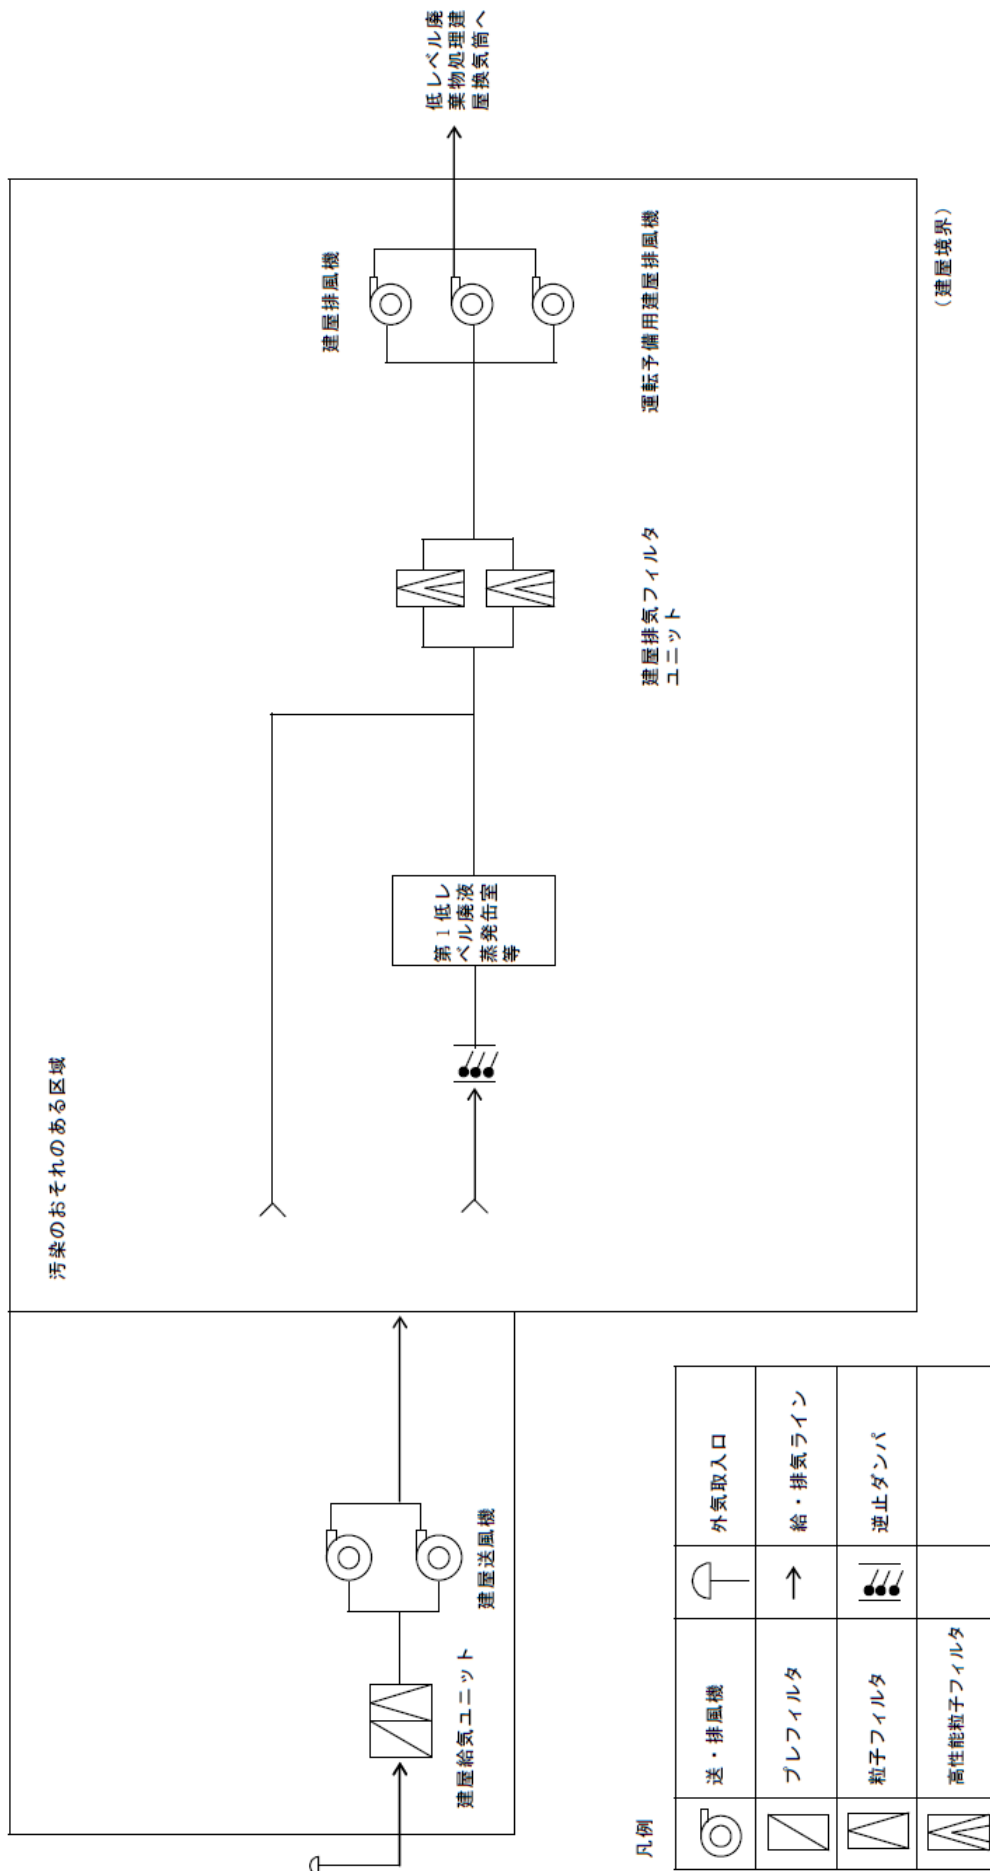 汚染のおそれのある区域
建屋給気ユニット
建屋送風機
第1低レ
ベル廃液
蒸発缶室
等
建屋排気フィルタ
ユニット
建屋排風機
運転予備用建屋排風機
低レベル廃
棄物処理建
屋換気筒へ
(建屋境界)
凡例
送・排風機
外気取入口
プレフィルタ
給・排気ライン
粒子フィルタ
逆止ダンパ
高性能粒子フィルタ